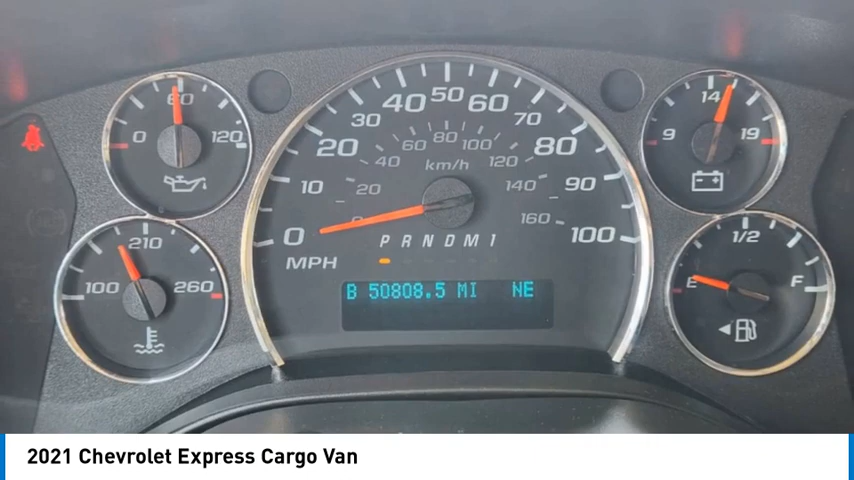 60
0 120
210
100 260
40 50 60
30 70
20 80
10 90
0 100
60 80 100
40 km/h 120
20 140
0 160
P R N D M 1
MPH
B 50808.5 MI NE
14
9 19
1/2
E F
2021 Chevrolet Express Cargo Van